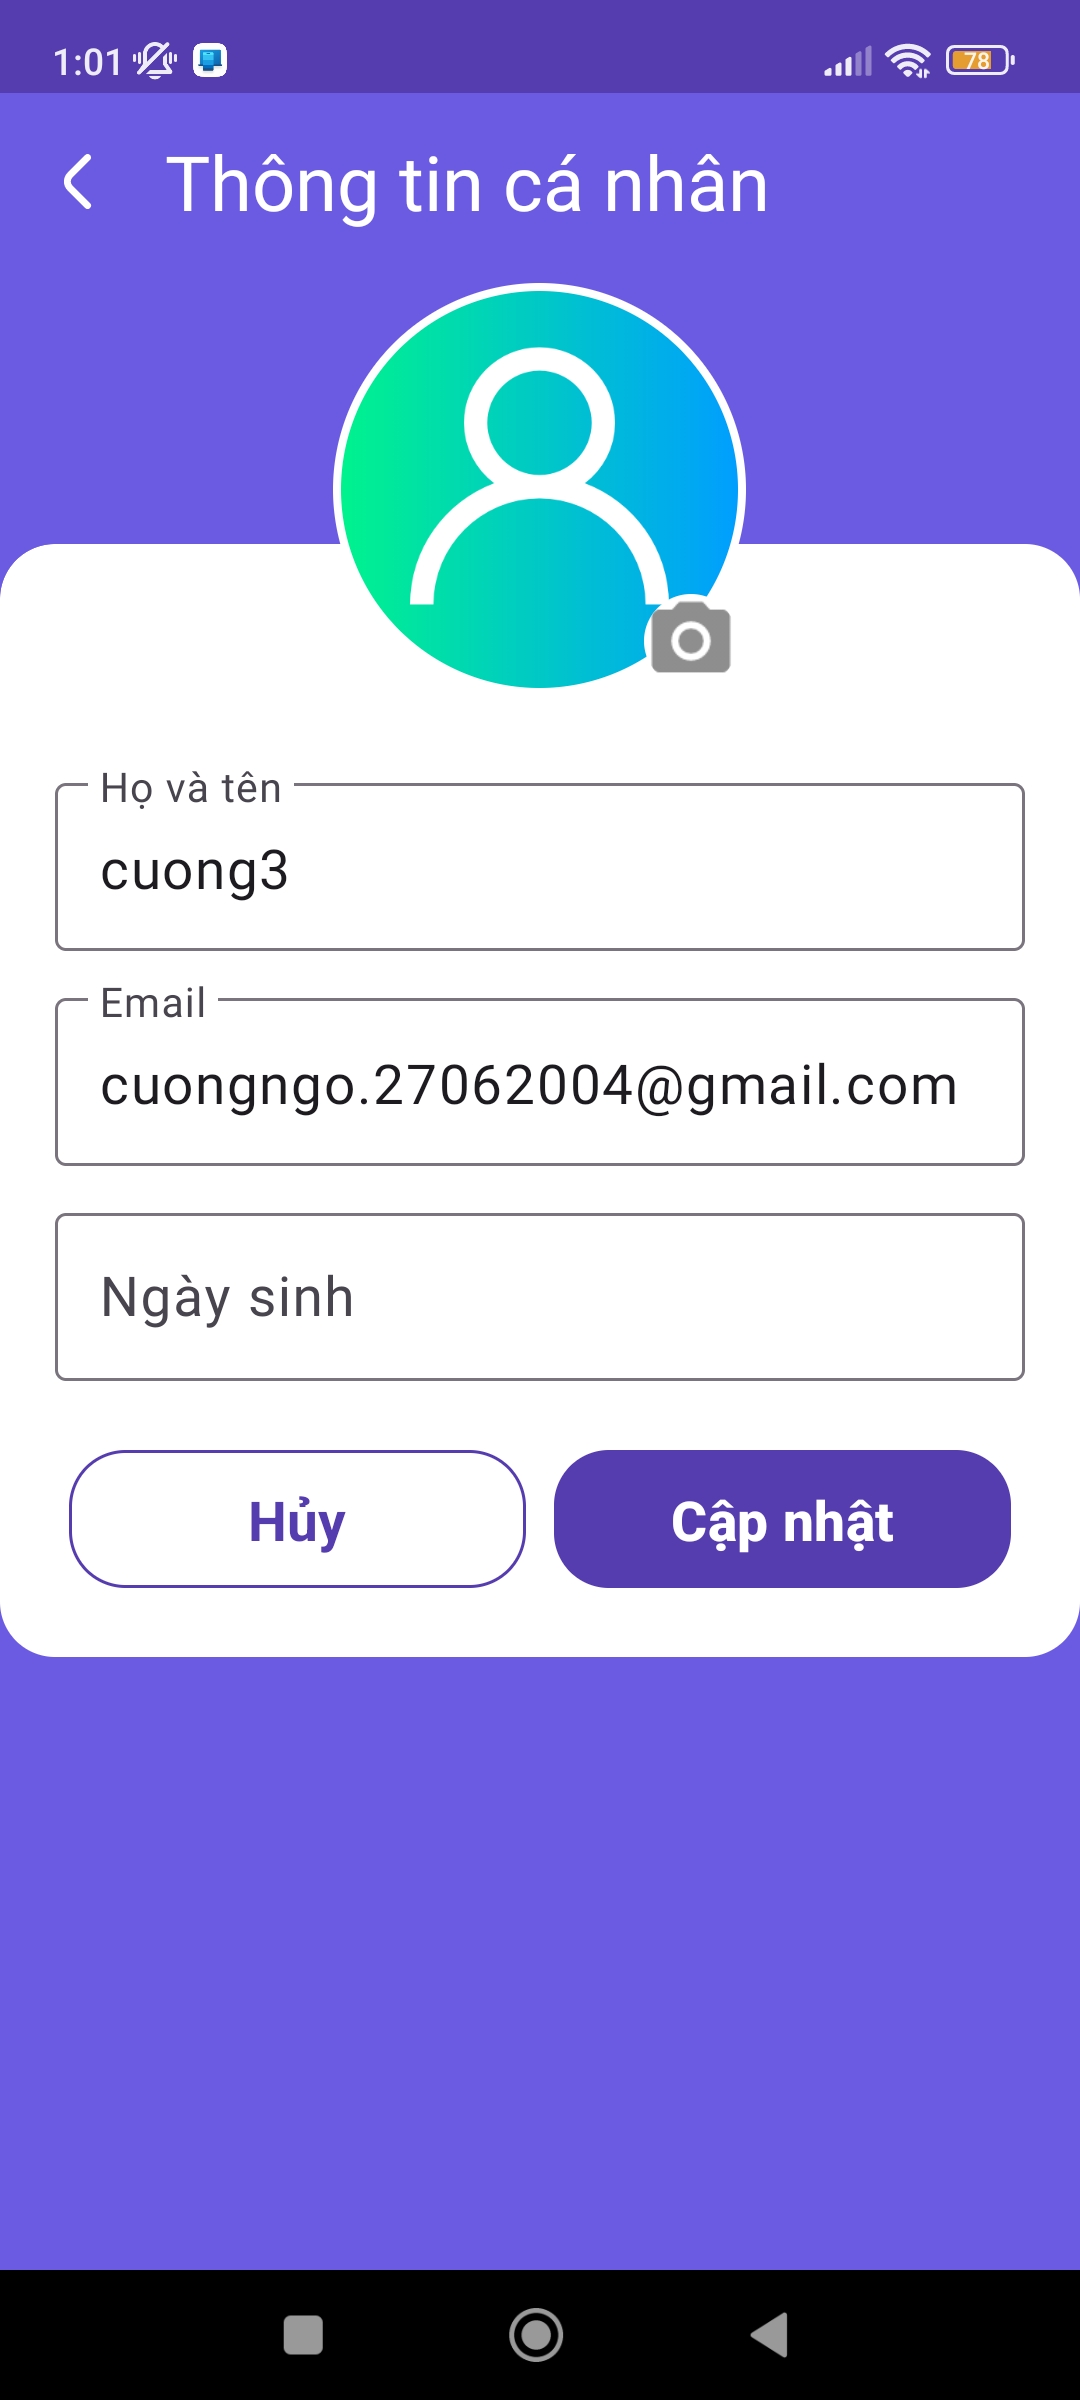 1:01
78
Thông tin cá nhân
Họ và tên
cuong3
Email
cuongngo.27062004@gmail.com
Ngày sinh
Hủy
Cập nhật